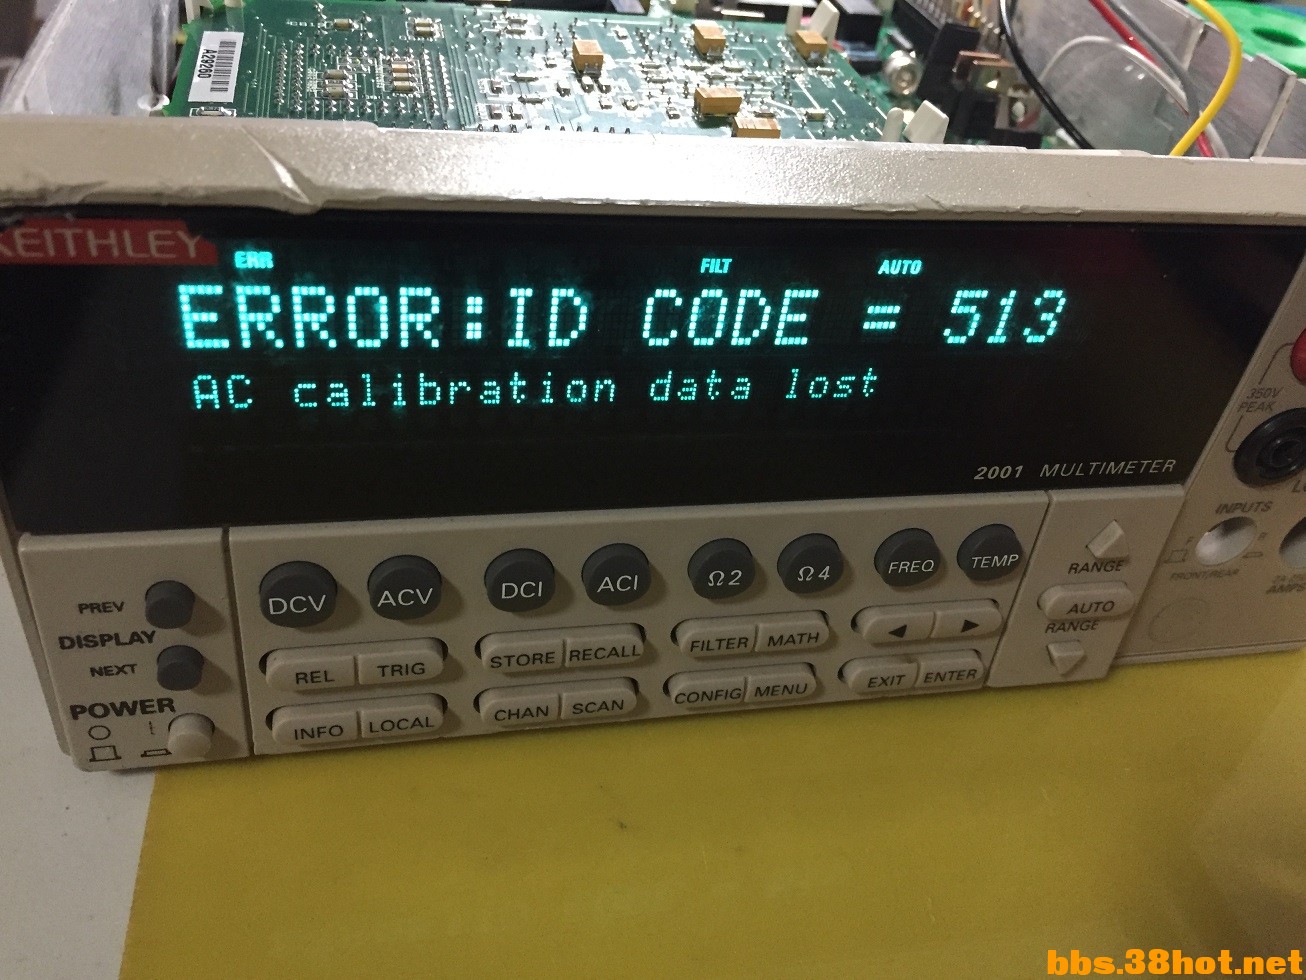 A29260
KEITHLEY
ERR FILT AUTO
ERROR:ID CODE = 513
AC calibration data lost
2001 MULTIMETER
350V
PEAK
INPUTS
FRONT/REAR
F R
AMPS
PREV
DISPLAY
NEXT
POWER
DCV ACV DCI ACI Ω2 Ω4 FREQ TEMP
REL TRIG STORE RECALL FILTER MATH ◀ ▶
INFO LOCAL CHAN SCAN CONFIG MENU EXIT ENTER
RANGE
AUTO
RANGE
bbs.38hot.net